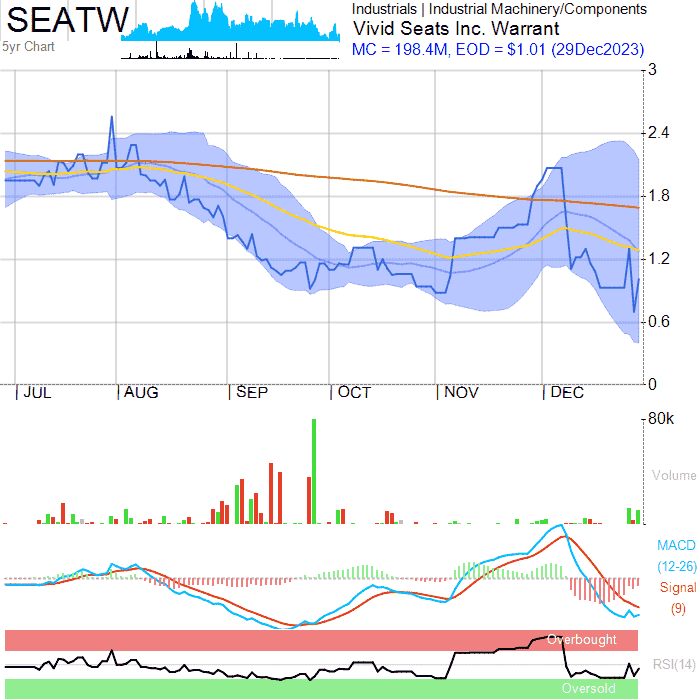 SEATW
5yr Chart
Industrials | Industrial Machinery/Components
Vivid Seats Inc. Warrant
MC = 198.4M, EOD = $1.01 (29Dec2023)
3
2.4
1.8
1.2
0.6
0
| JUL | AUG | SEP | OCT | NOV | DEC
80k
Volume
MACD
(12-26)
Signal
(9)
Overbought
RSI(14)
Oversold